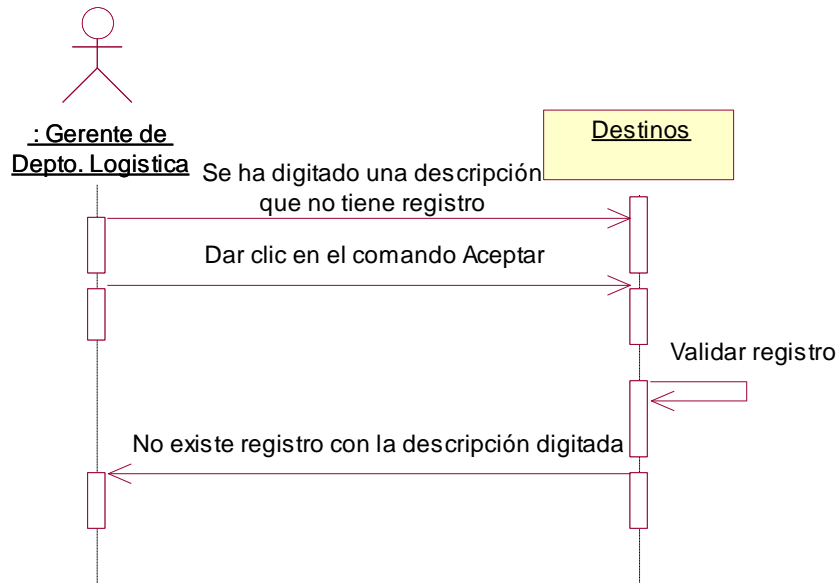 : Gerente de
Depto. Logistica
Destinos
Se ha digitado una descripción
que no tiene registro
Dar clic en el comando Aceptar
Validar registro
No existe registro con la descripción digitada